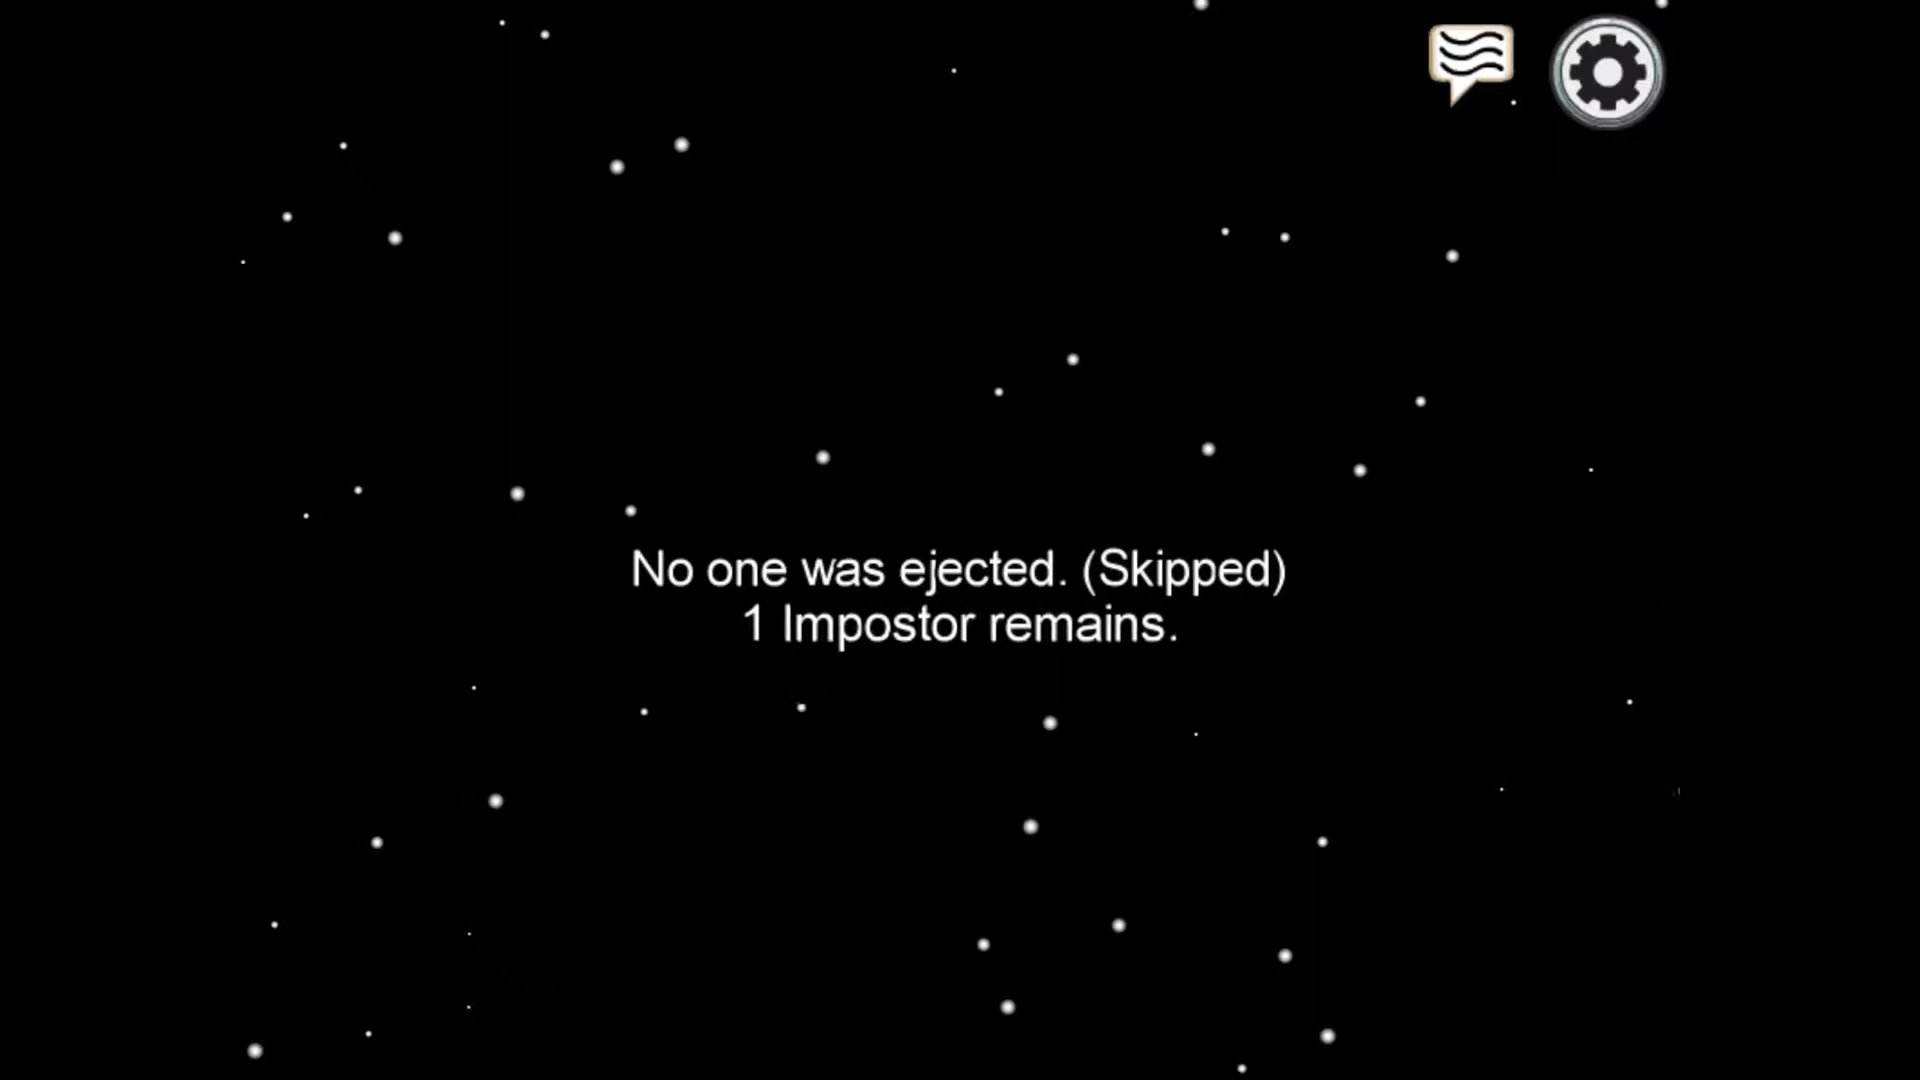 No one was ejected. (Skipped)
1 Impostor remains.